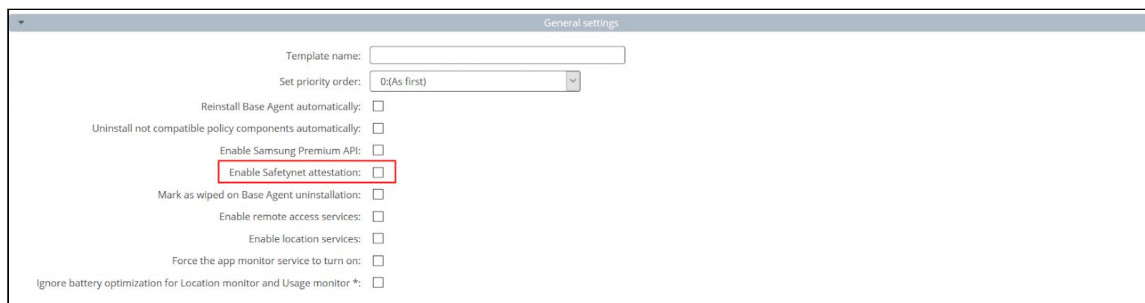 General settings
Template name:
Set priority order: 0:(As first)
Reinstall Base Agent automatically:
Uninstall not compatible policy components automatically:
Enable Samsung Premium API:
Enable Safetynet attestation:
Mark as wiped on Base Agent uninstallation:
Enable remote access services:
Enable location services:
Force the app monitor service to turn on:
Ignore battery optimization for Location monitor and Usage monitor *: